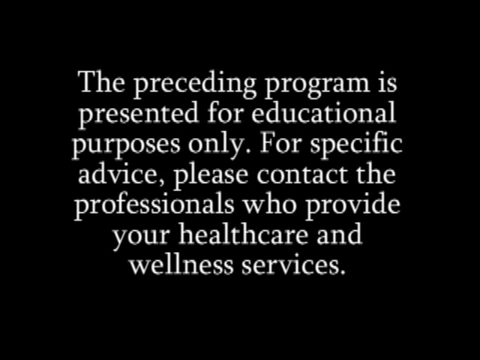 The preceding program is
presented for educational
purposes only. For specific
advice, please contact the
professionals who provide
your healthcare and
wellness services.